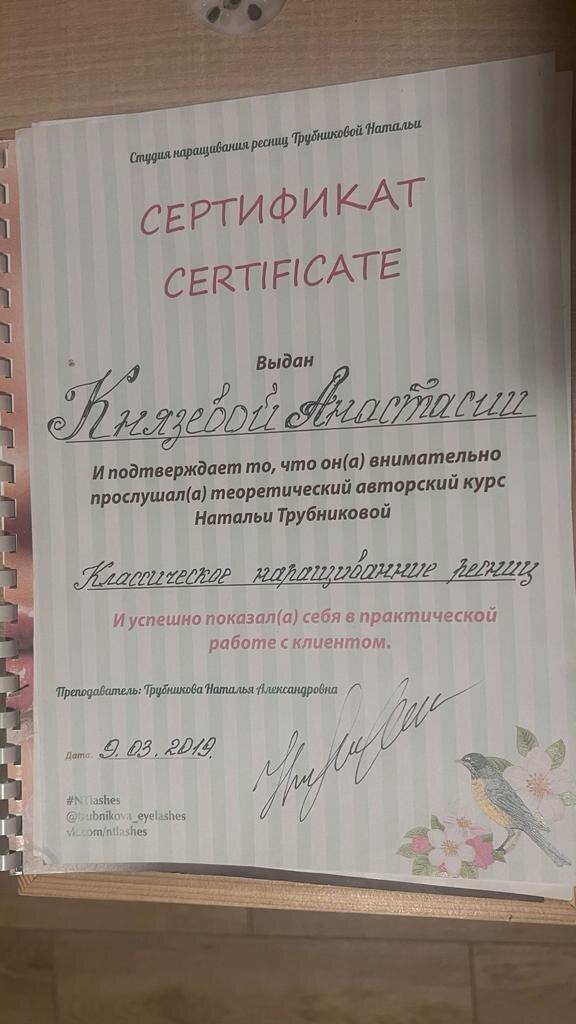 Студия наращивания ресниц Трубниковой Натальи
СЕРТИФИКАТ
CERTIFICATE
Выдан
Князевой Анастасии
И подтверждает то, что он(а) внимательно
прослушал(а) теоретический авторский курс
Натальи Трубниковой
Классическое наращиванние ресниц
И успешно показал(а) себя в практической
работе с клиентом.
Преподаватель: Трубникова Наталья Александровна
Дата: 9.03.2019.
#NTlashes
@trubnikova_eyelashes
vk.com/ntlashes